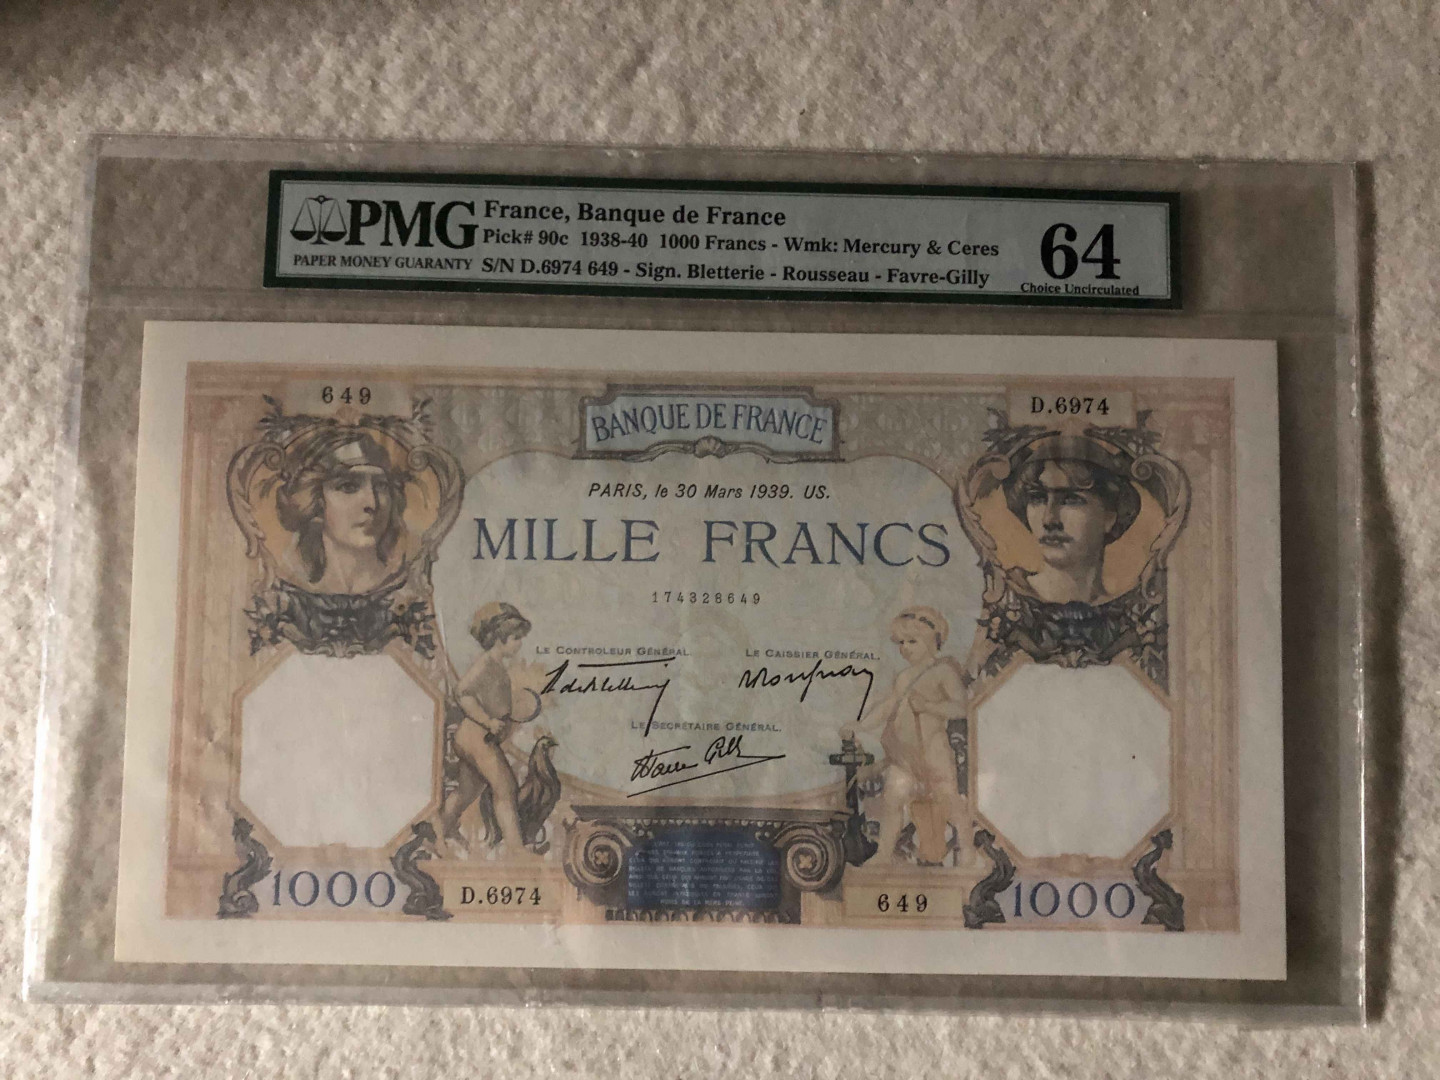 PMG
PAPER MONEY GUARANTY
France, Banque de France
Pick# 90c 1938-40 1000 Francs - Wmk: Mercury & Ceres
S/N D.6974 649 - Sign. Bletterie - Rousseau - Favre-Gilly
64
Choice Uncirculated
649
D.6974
BANQUE DE FRANCE
PARIS, le 30 Mars 1939. US.
MILLE FRANCS
174328649
LE CONTROLEUR GÉNÉRAL.
LE CAISSIER GÉNÉRAL.
LE SECRÉTAIRE GÉNÉRAL.
1000
D.6974
649
1000